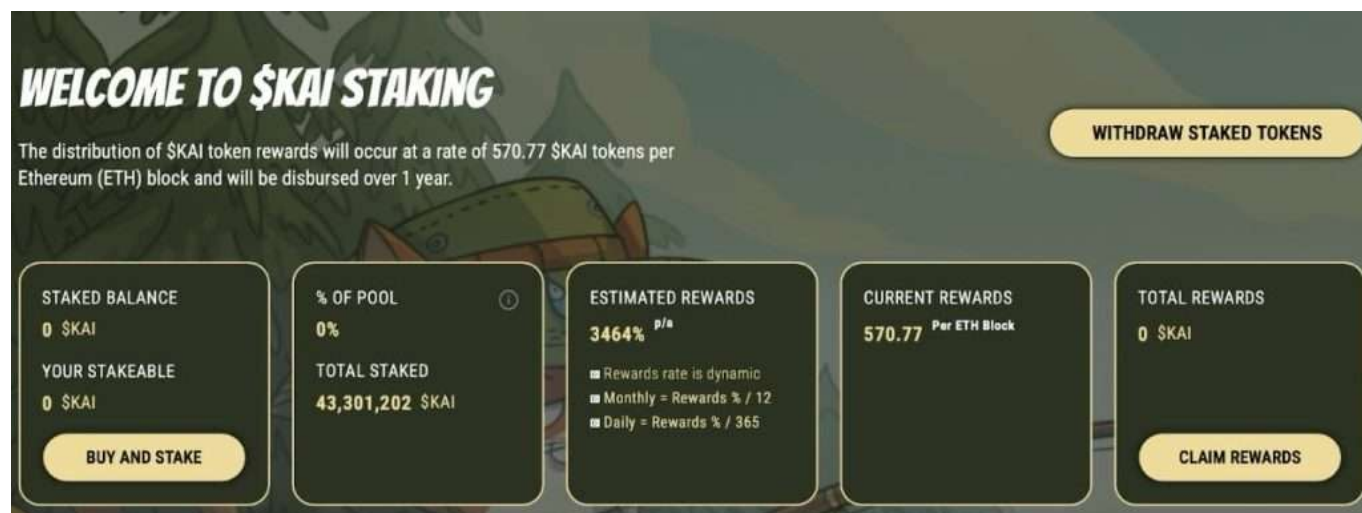 WELCOME TO $KAI STAKING
The distribution of $KAI token rewards will occur at a rate of 570.77 $KAI tokens per
Ethereum (ETH) block and will be disbursed over 1 year.
WITHDRAW STAKED TOKENS
STAKED BALANCE
0 $KAI
YOUR STAKEABLE
0 $KAI
BUY AND STAKE
% OF POOL
0%
TOTAL STAKED
43,301,202 $KAI
ESTIMATED REWARDS
3464% p/a
Rewards rate is dynamic
Monthly = Rewards % / 12
Daily = Rewards % / 365
CURRENT REWARDS
570.77 Per ETH Block
TOTAL REWARDS
0 $KAI
CLAIM REWARDS